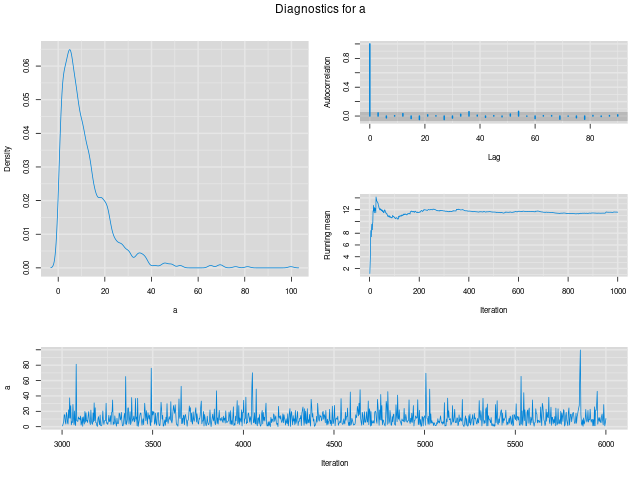 Diagnostics for a
Density
0.00
0.01
0.02
0.03
0.04
0.05
0.06
0 20 40 60 80 100
a
Autocorrelation
0.0 0.4 0.8
0 20 40 60 80
Lag
Running mean
2 4 6 8 12
0 200 400 600 800 1000
Iteration
a
0 20 40 60 80
3000 3500 4000 4500 5000 5500 6000
Iteration